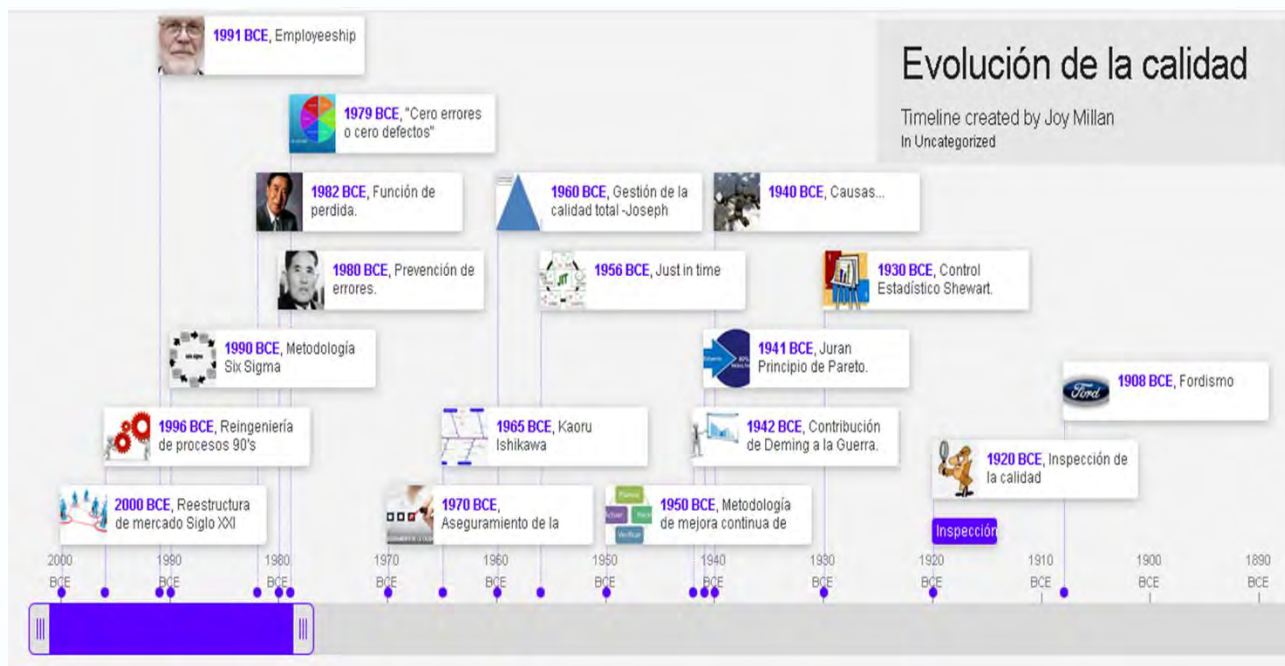 1991 BCE, Employeeship
Evolución de la calidad
Timeline created by Joy Millan
In Uncategorized
1979 BCE, "Cero errores
o cero defectos"
1982 BCE, Función de
perdida.
1960 BCE, Gestión de la
calidad total -Joseph
1940 BCE, Causas...
1980 BCE, Prevención de
errores.
JIT
1956 BCE, Just in time
1930 BCE, Control
Estadístico Shewart.
six sigma
1990 BCE, Metodología
Six Sigma
1941 BCE, Juran
Principio de Pareto.
Ford
1908 BCE, Fordismo
1996 BCE, Reingeniería
de procesos 90's
1965 BCE, Kaoru
Ishikawa
1942 BCE, Contribución
de Deming a la Guerra.
1920 BCE, Inspección de
la calidad
2000 BCE, Reestructura
de mercado Siglo XXI
1970 BCE,
Aseguramiento de la
Verificar
1950 BCE, Metodología
de mejora continua de
Inspección
2000 BCE
1990 BCE
1980 BCE
1970 BCE
1960 BCE
1950 BCE
1940 BCE
1930 BCE
1920 BCE
1910 BCE
1900 BCE
1890 BCE